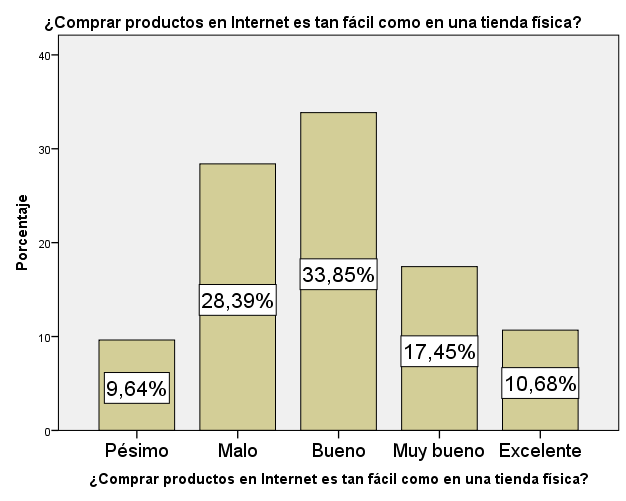 ¿Comprar productos en Internet es tan fácil como en una tienda física?
40
30
20
10
0
Porcentaje
9,64%
28,39%
33,85%
17,45%
10,68%
Pésimo
Malo
Bueno
Muy bueno
Excelente
¿Comprar productos en Internet es tan fácil como en una tienda física?